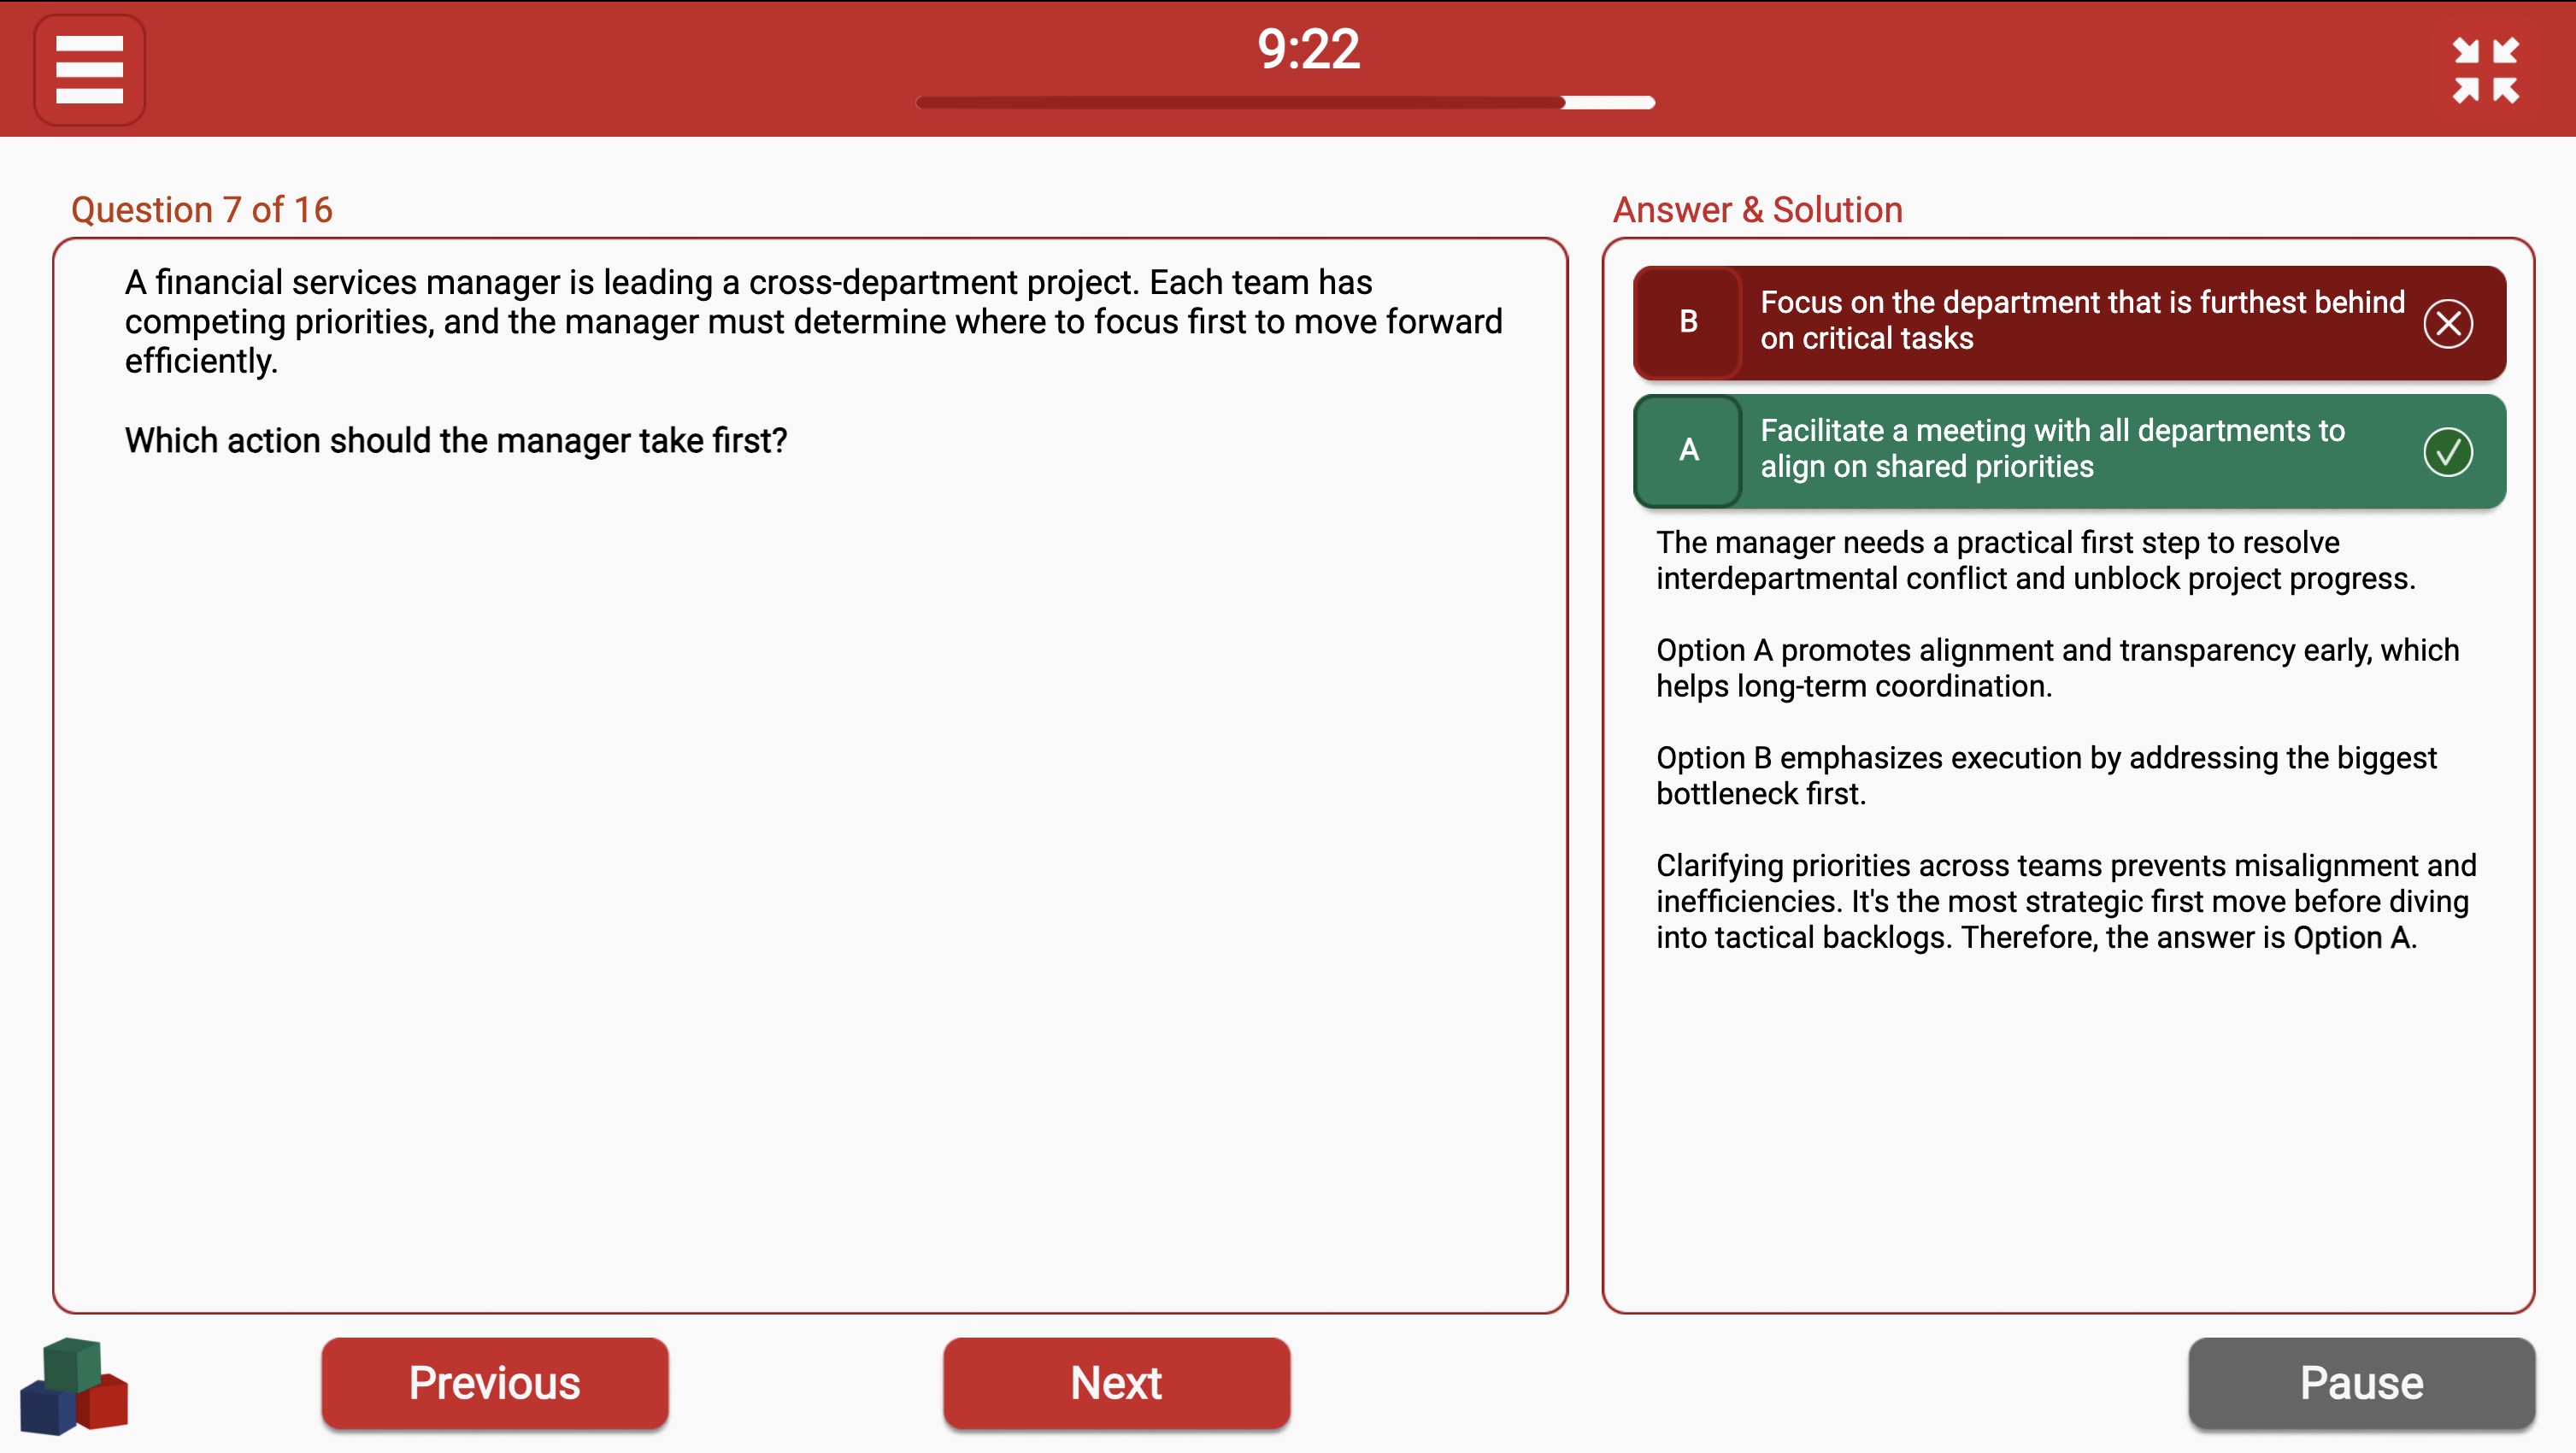 9:22
Question 7 of 16
A financial services manager is leading a cross-department project. Each team has
competing priorities, and the manager must determine where to focus first to move forward
efficiently.
Which action should the manager take first?
Answer & Solution
B
Focus on the department that is furthest behind
on critical tasks
A
Facilitate a meeting with all departments to
align on shared priorities
The manager needs a practical first step to resolve
interdepartmental conflict and unblock project progress.
Option A promotes alignment and transparency early, which
helps long-term coordination.
Option B emphasizes execution by addressing the biggest
bottleneck first.
Clarifying priorities across teams prevents misalignment and
inefficiencies. It's the most strategic first move before diving
into tactical backlogs. Therefore, the answer is Option A.
Previous
Next
Pause